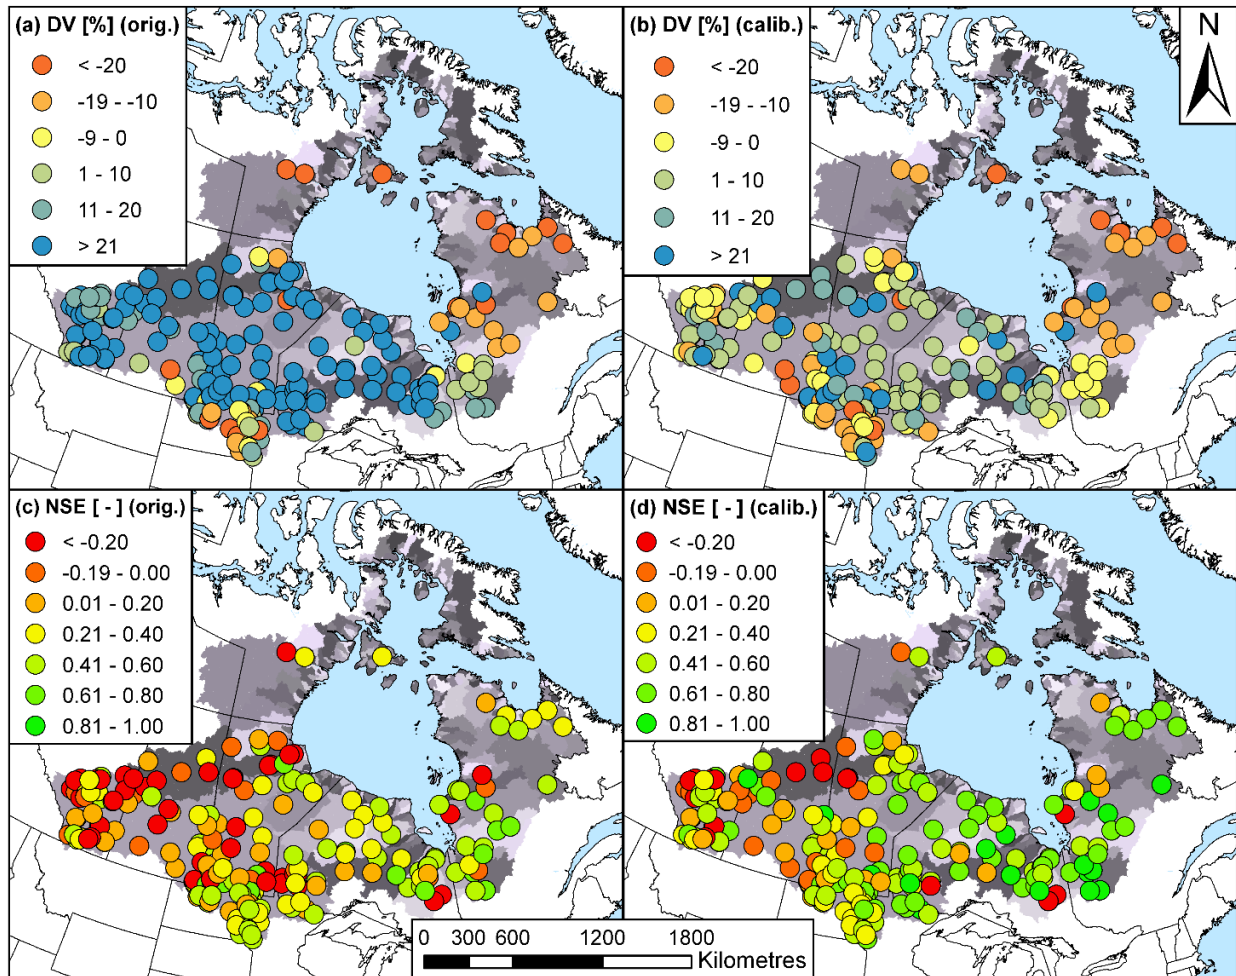 (a) DV [%] (orig.)
< -20
-19 - -10
-9 - 0
1 - 10
11 - 20
> 21
(b) DV [%] (calib.)
< -20
-19 - -10
-9 - 0
1 - 10
11 - 20
> 21
N
(c) NSE [ - ] (orig.)
< -0.20
-0.19 - 0.00
0.01 - 0.20
0.21 - 0.40
0.41 - 0.60
0.61 - 0.80
0.81 - 1.00
(d) NSE [ - ] (calib.)
< -0.20
-0.19 - 0.00
0.01 - 0.20
0.21 - 0.40
0.41 - 0.60
0.61 - 0.80
0.81 - 1.00
0 300 600 1200 1800
Kilometres